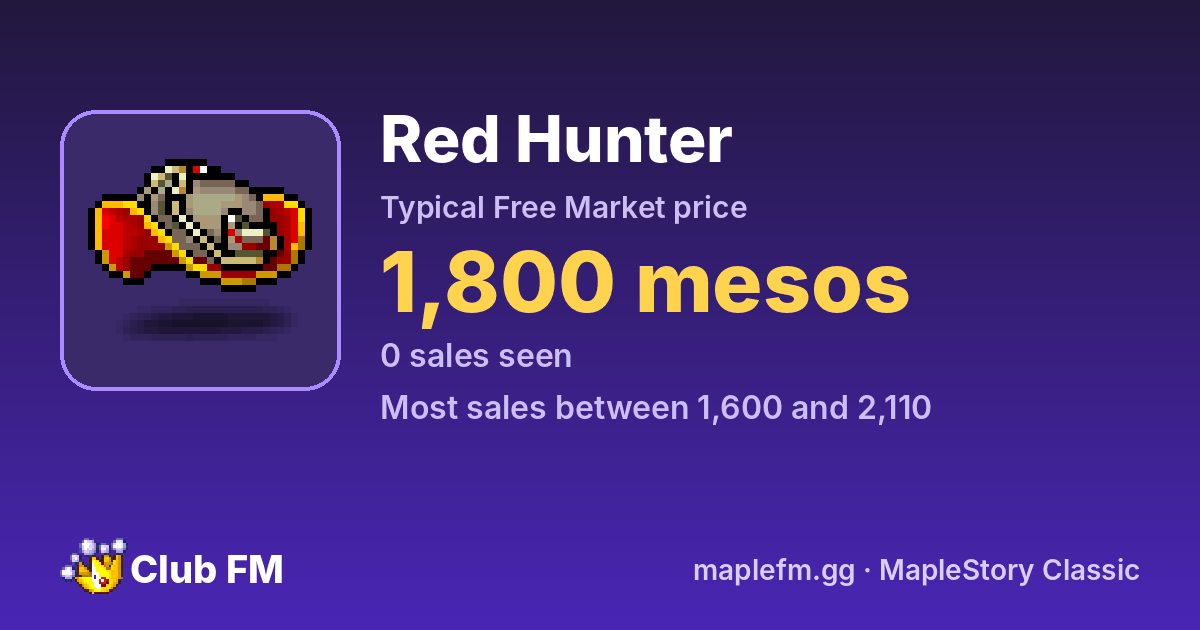 Red Hunter
Typical Free Market price
1,800 mesos
0 sales seen
Most sales between 1,600 and 2,110
Club FM
maplefm.gg · MapleStory Classic